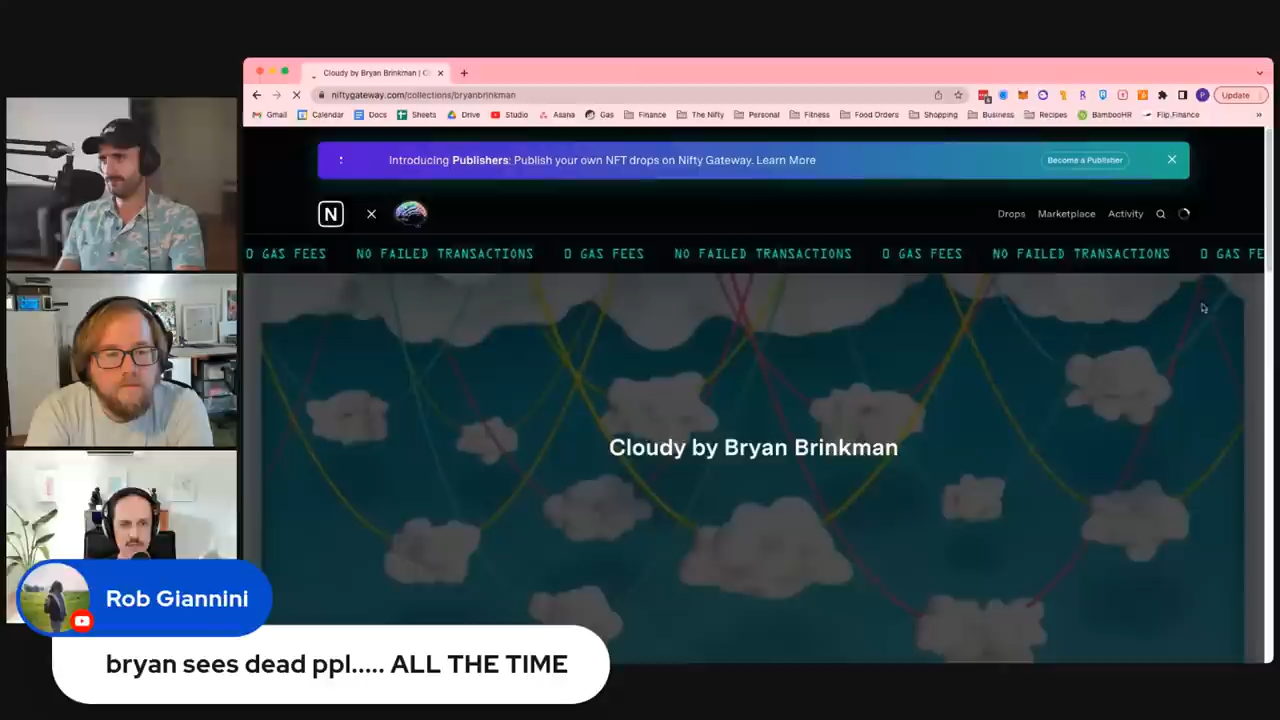 Cloudy by Bryan Brinkman | C
niftygateway.com/collections/bryanbrinkman
Update
Gmail Calendar Docs Sheets Drive Studio Asana Gas Finance The Nifty Personal Fitness Food Orders Shopping Business Recipes BambooHR Flip.Finance »
Introducing Publishers: Publish your own NFT drops on Nifty Gateway. Learn More
Become a Publisher
N
Drops Marketplace Activity
0 GAS FEES NO FAILED TRANSACTIONS 0 GAS FEES NO FAILED TRANSACTIONS 0 GAS FEES NO FAILED TRANSACTIONS 0 GAS FE
Cloudy by Bryan Brinkman
Rob Giannini
bryan sees dead ppl..... ALL THE TIME